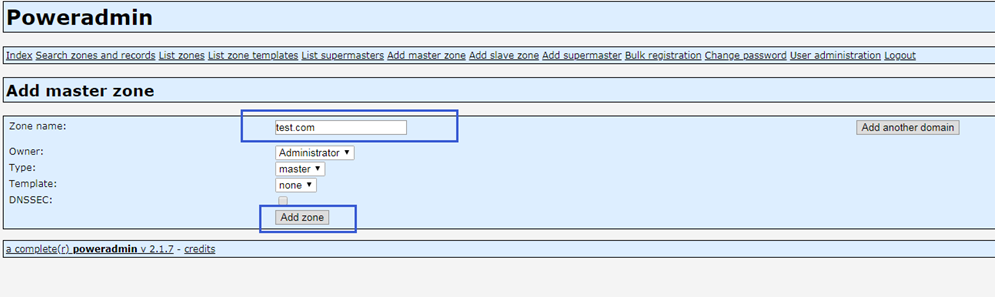 Poweradmin
Index Search zones and records List zones List zone templates List supermasters Add master zone Add slave zone Add supermaster Bulk registration Change password User administration Logout
Add master zone
Zone name: test.com Add another domain
Owner: Administrator
Type: master
Template: none
DNSSEC:
Add zone
a complete(r) poweradmin v 2.1.7 - credits